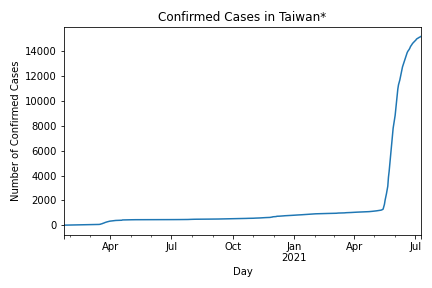 Confirmed Cases in Taiwan*
Number of Confirmed Cases
14000
12000
10000
8000
6000
4000
2000
0
Apr Jul Oct Jan Apr Jul
2021
Day